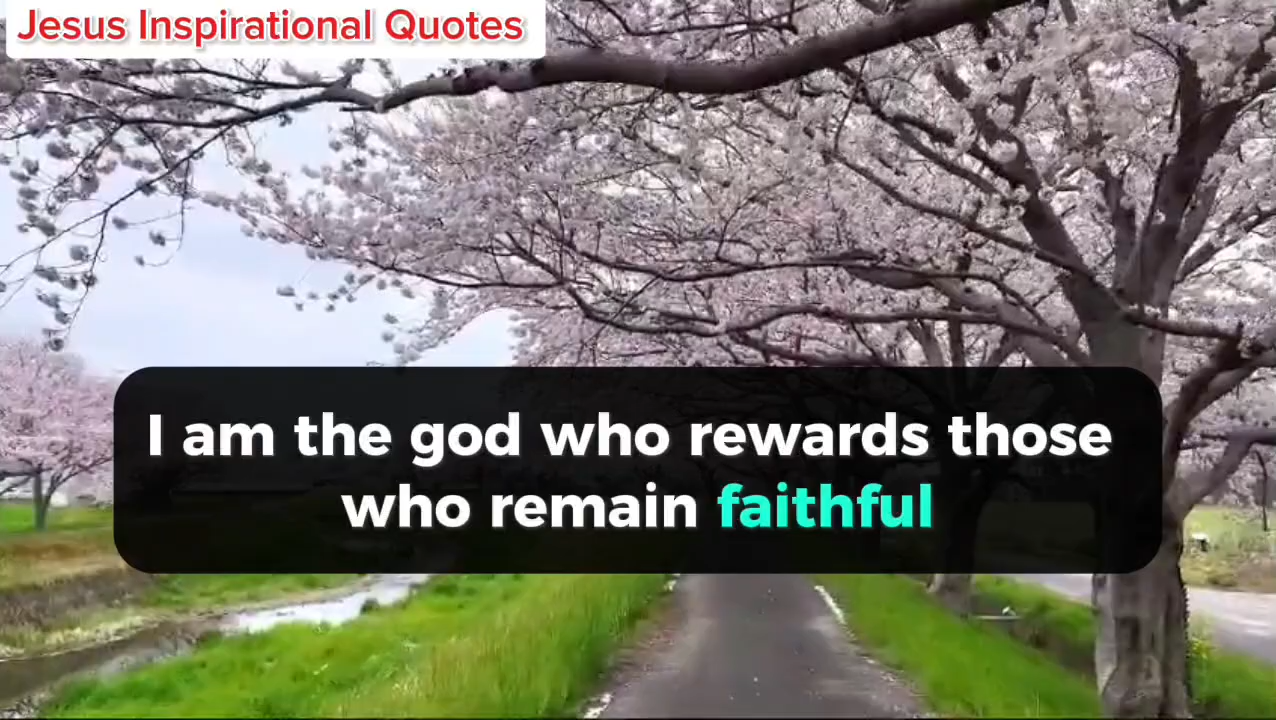 Jesus Inspirational Quotes
I am the god who rewards those
who remain faithful